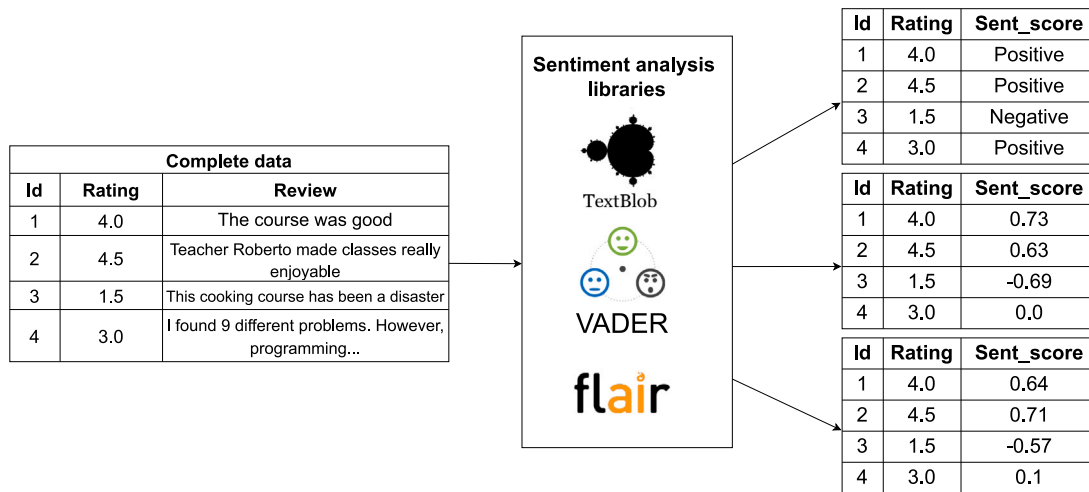 Complete data
Id Rating Review
1 4.0 The course was good
2 4.5 Teacher Roberto made classes really
enjoyable
3 1.5 This cooking course has been a disaster
4 3.0 I found 9 different problems. However,
programming...
Sentiment analysis
libraries
TextBlob
VADER
flair
Id Rating Sent_score
1 4.0 Positive
2 4.5 Positive
3 1.5 Negative
4 3.0 Positive
Id Rating Sent_score
1 4.0 0.73
2 4.5 0.63
3 1.5 -0.69
4 3.0 0.0
Id Rating Sent_score
1 4.0 0.64
2 4.5 0.71
3 1.5 -0.57
4 3.0 0.1